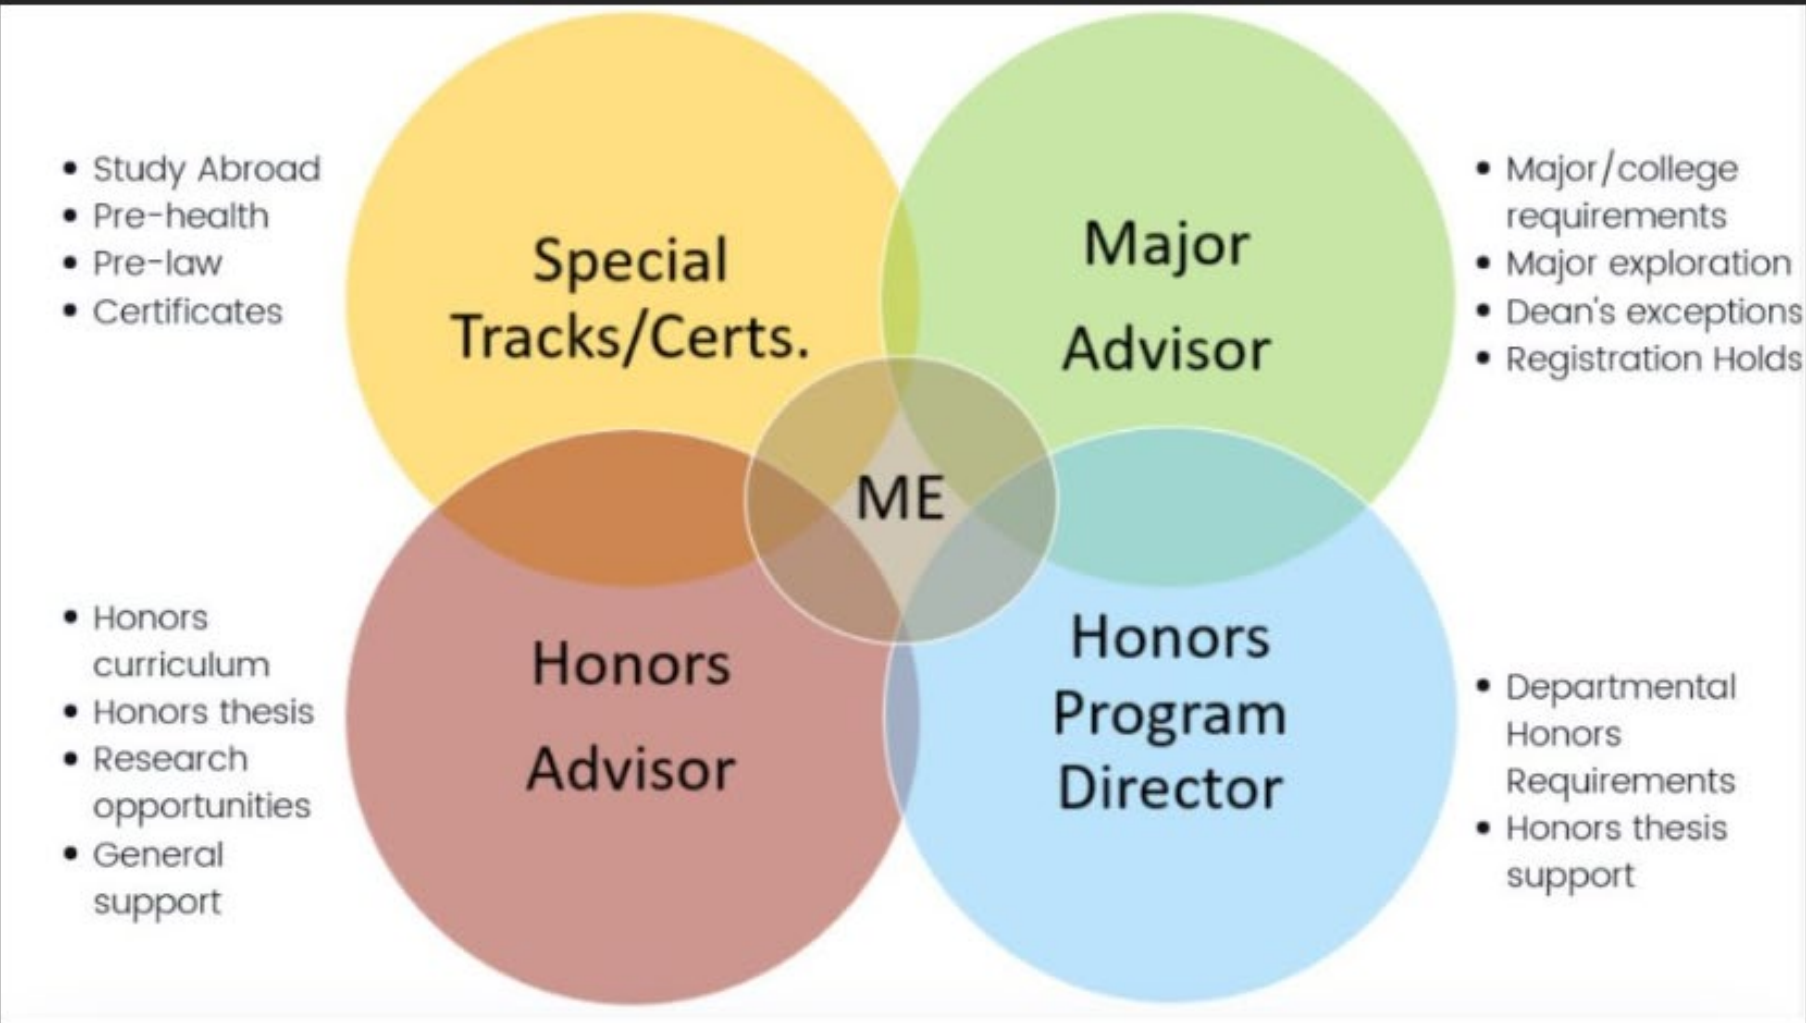 • Study Abroad
• Pre-health
• Pre-law
• Certificates
Special
Tracks/Certs.
Major
Advisor
• Major/college
requirements
• Major exploration
• Dean's exceptions
• Registration Holds
ME
• Honors
curriculum
• Honors thesis
• Research
opportunities
• General
support
Honors
Advisor
Honors
Program
Director
• Departmental
Honors
Requirements
• Honors thesis
support